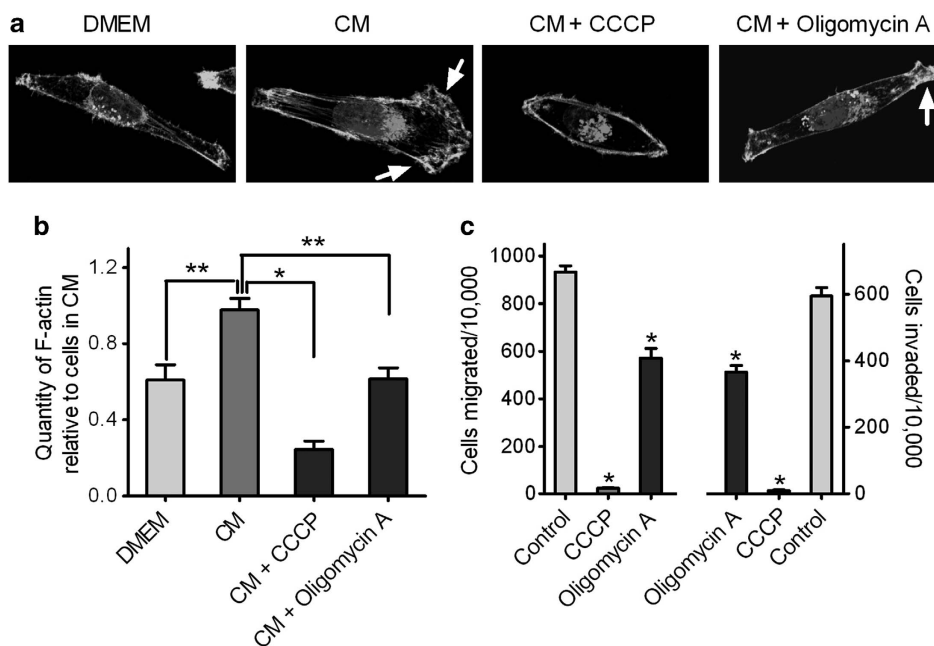 a
DMEM
CM
CM + CCCP
CM + Oligomycin A
b
Quantity of F-actin
relative to cells in CM
1.2
0.8
0.4
0.0
**
*
**
DMEM
CM
CM + CCCP
CM + Oligomycin A
c
Cells migrated/10,000
1000
800
600
400
200
0
*
*
Control
CCCP
Oligomycin A
*
*
Oligomycin A
CCCP
Control
600
400
200
0
Cells invaded/10,000